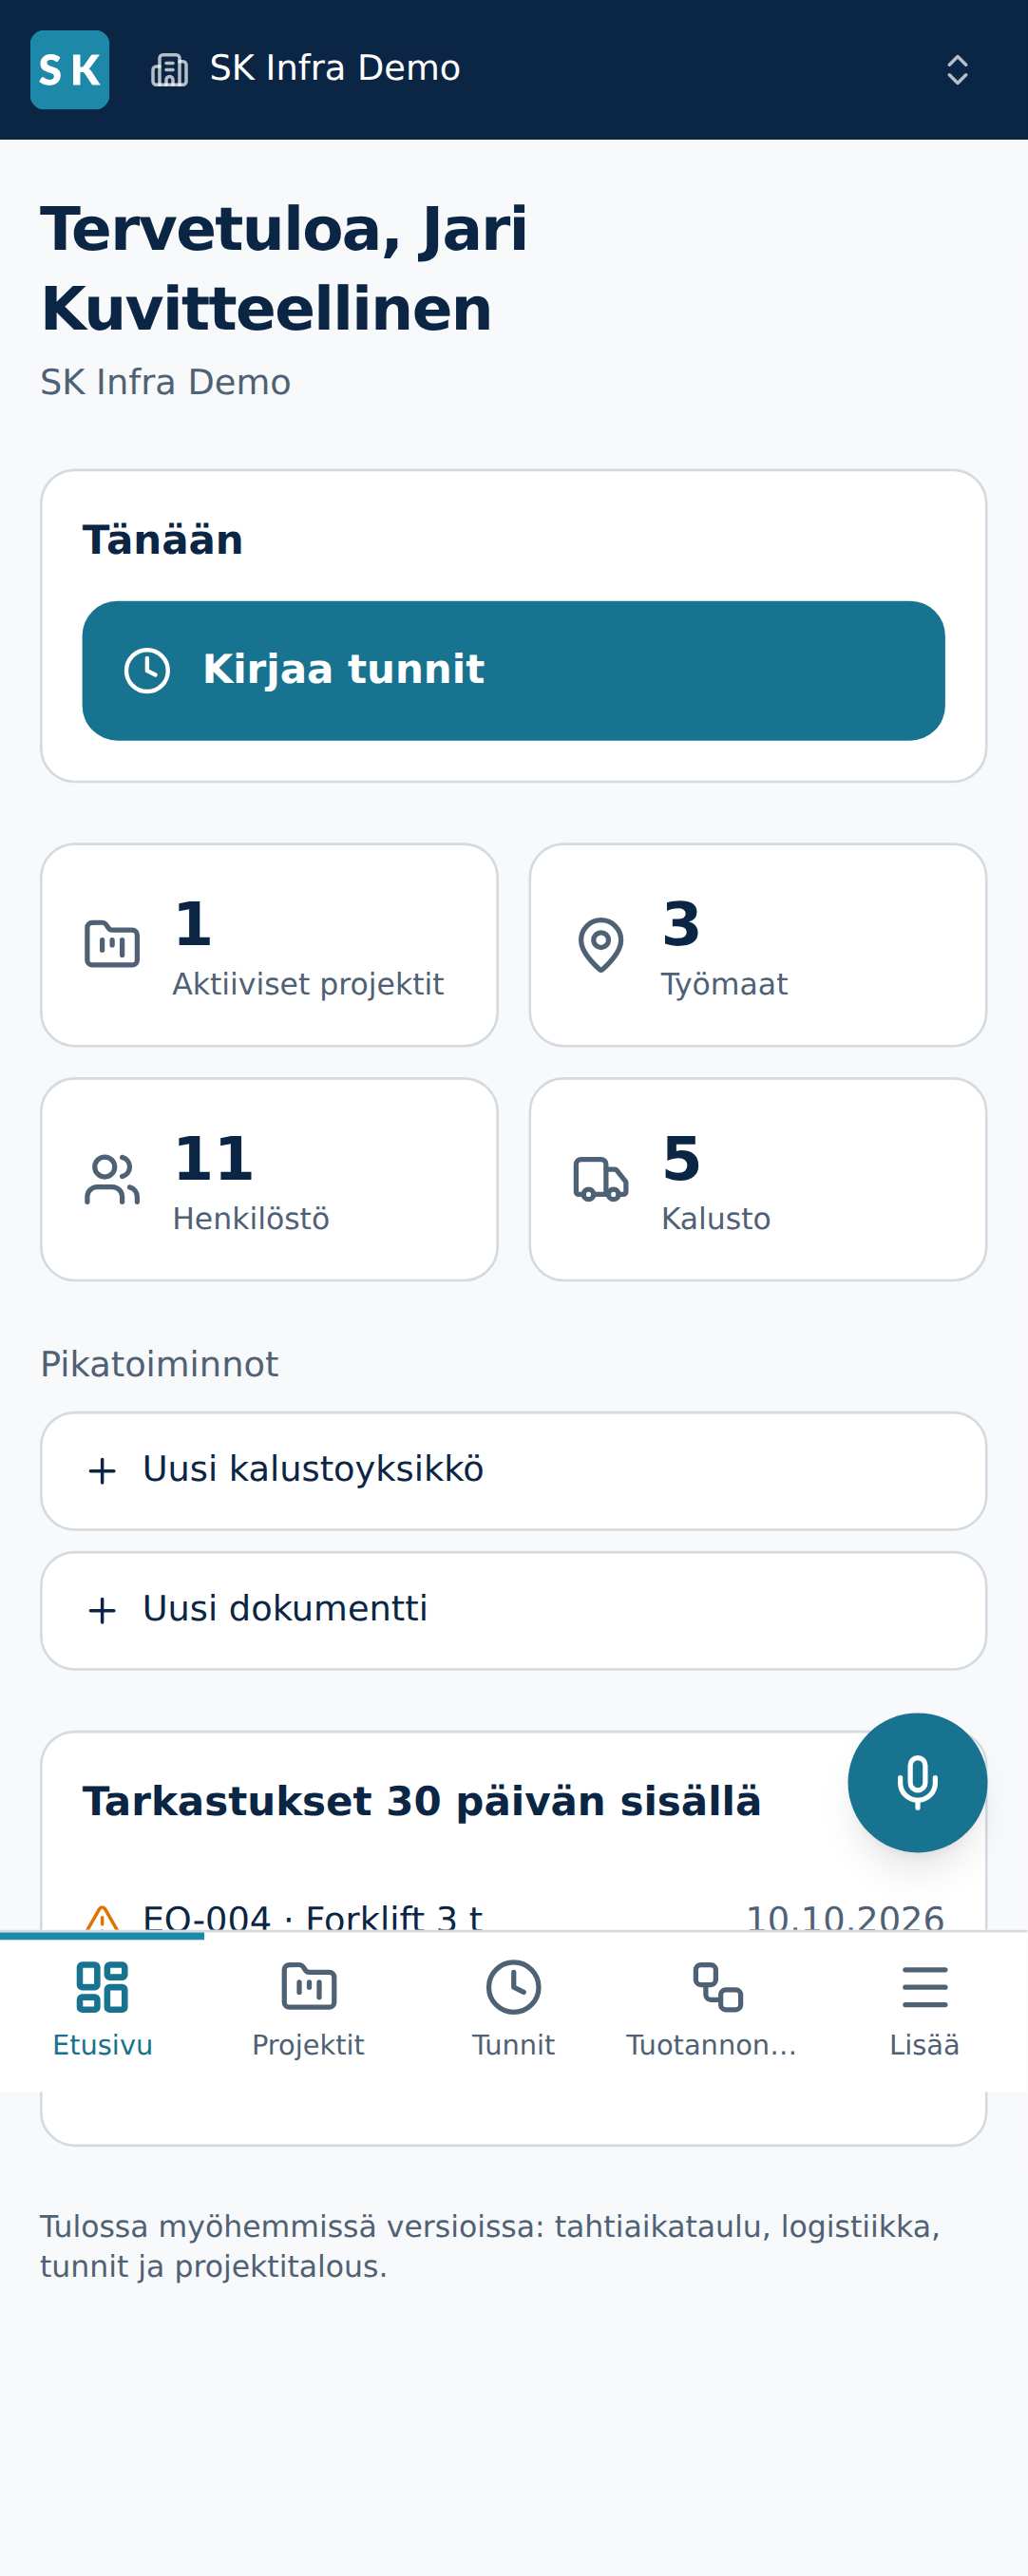 SK
SK Infra Demo
Tervetuloa, Jari
Kuvitteellinen
SK Infra Demo
Tänään
Kirjaa tunnit
1
Aktiiviset projektit
3
Työmaat
11
Henkilöstö
5
Kalusto
Pikatoiminnot
Uusi kalustoyksikkö
Uusi dokumentti
Tarkastukset 30 päivän sisällä
EQ-004 · Forklift 3 t 10.10.2026
Etusivu
Projektit
Tunnit
Tuotannon…
Lisää
Tulossa myöhemmissä versioissa: tahtiaikataulu, logistiikka,
tunnit ja projektitalous.